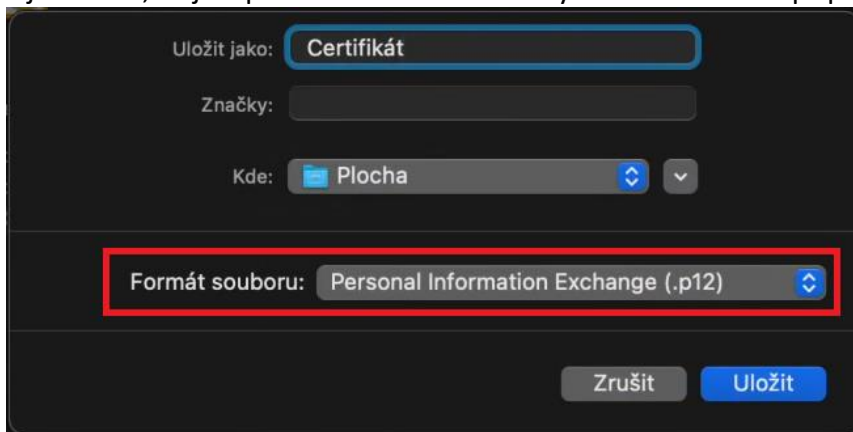 Uložit jako: Certifikát
Značky:
Kde: Plocha
Formát souboru: Personal Information Exchange (.p12)
Zrušit Uložit